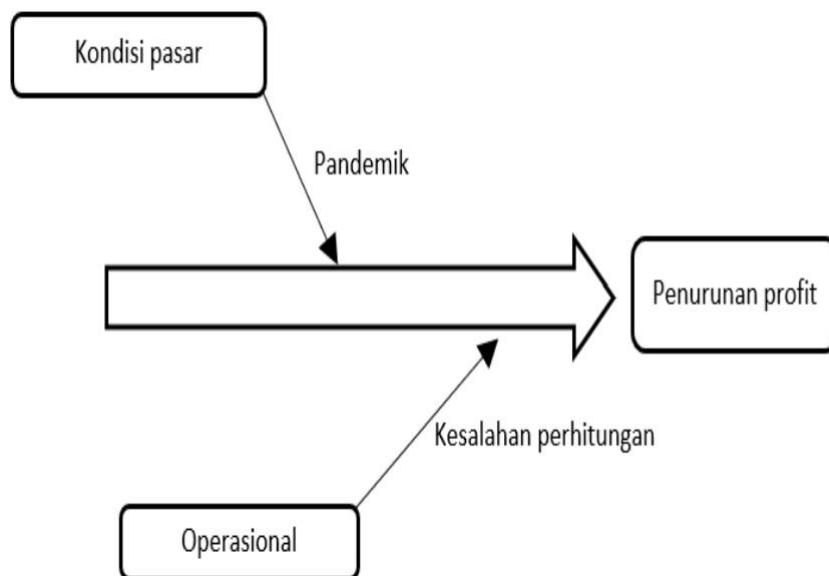 Kondisi pasar
Pandemik
Penurunan profit
Kesalahan perhitungan
Operasional